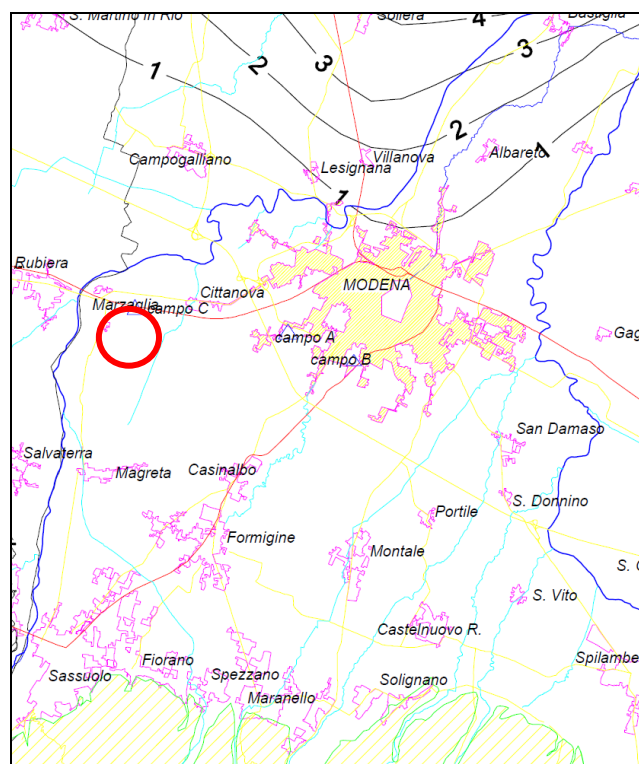 S. Martino in Rio
Soliera
Bastiglia
4
3
3
2
2
1
1
1
Campogalliano
Lesignana
Villanova
Albareto
Rubiera
Marzaglia
campo C
Cittanova
MODENA
campo A
campo B
Gag
San Damaso
Salvaterra
Magreta
Casinalbo
S. Donnino
Portile
Formigine
Montale
S. C
S. Vito
Castelnuovo R.
Sassuolo
Fiorano
Spezzano
Maranello
Solignano
Spilambe